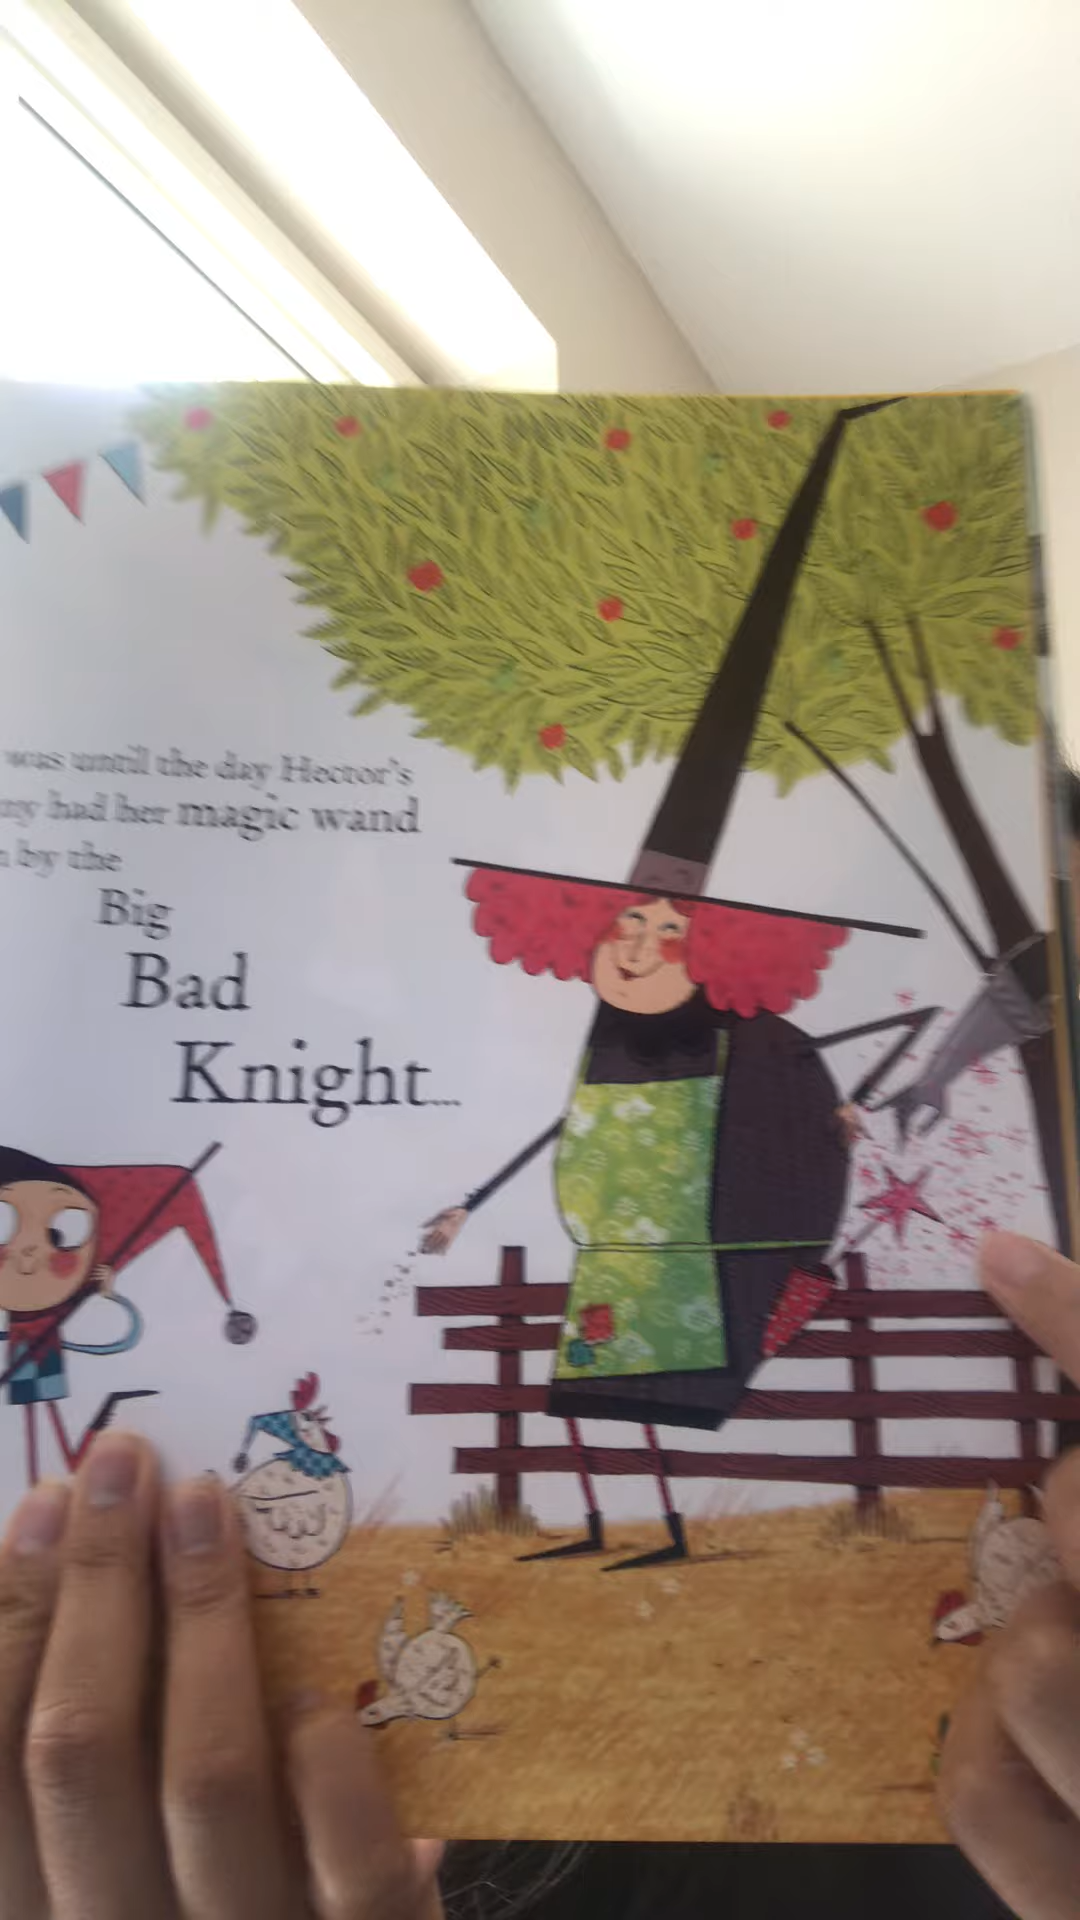 was until the day Hector's
had her magic wand
by the
Big
Bad
Knight...